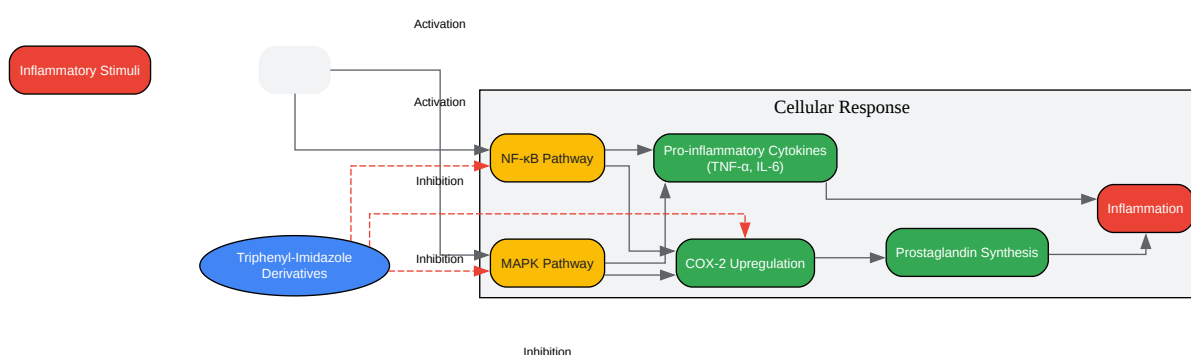 Activation
Inflammatory Stimuli
Activation
Cellular Response
NF-κB Pathway
Pro-inflammatory Cytokines
(TNF-α, IL-6)
Inhibition
Inflammation
Triphenyl-Imidazole
Derivatives
Inhibition
MAPK Pathway
COX-2 Upregulation
Prostaglandin Synthesis
Inhibition